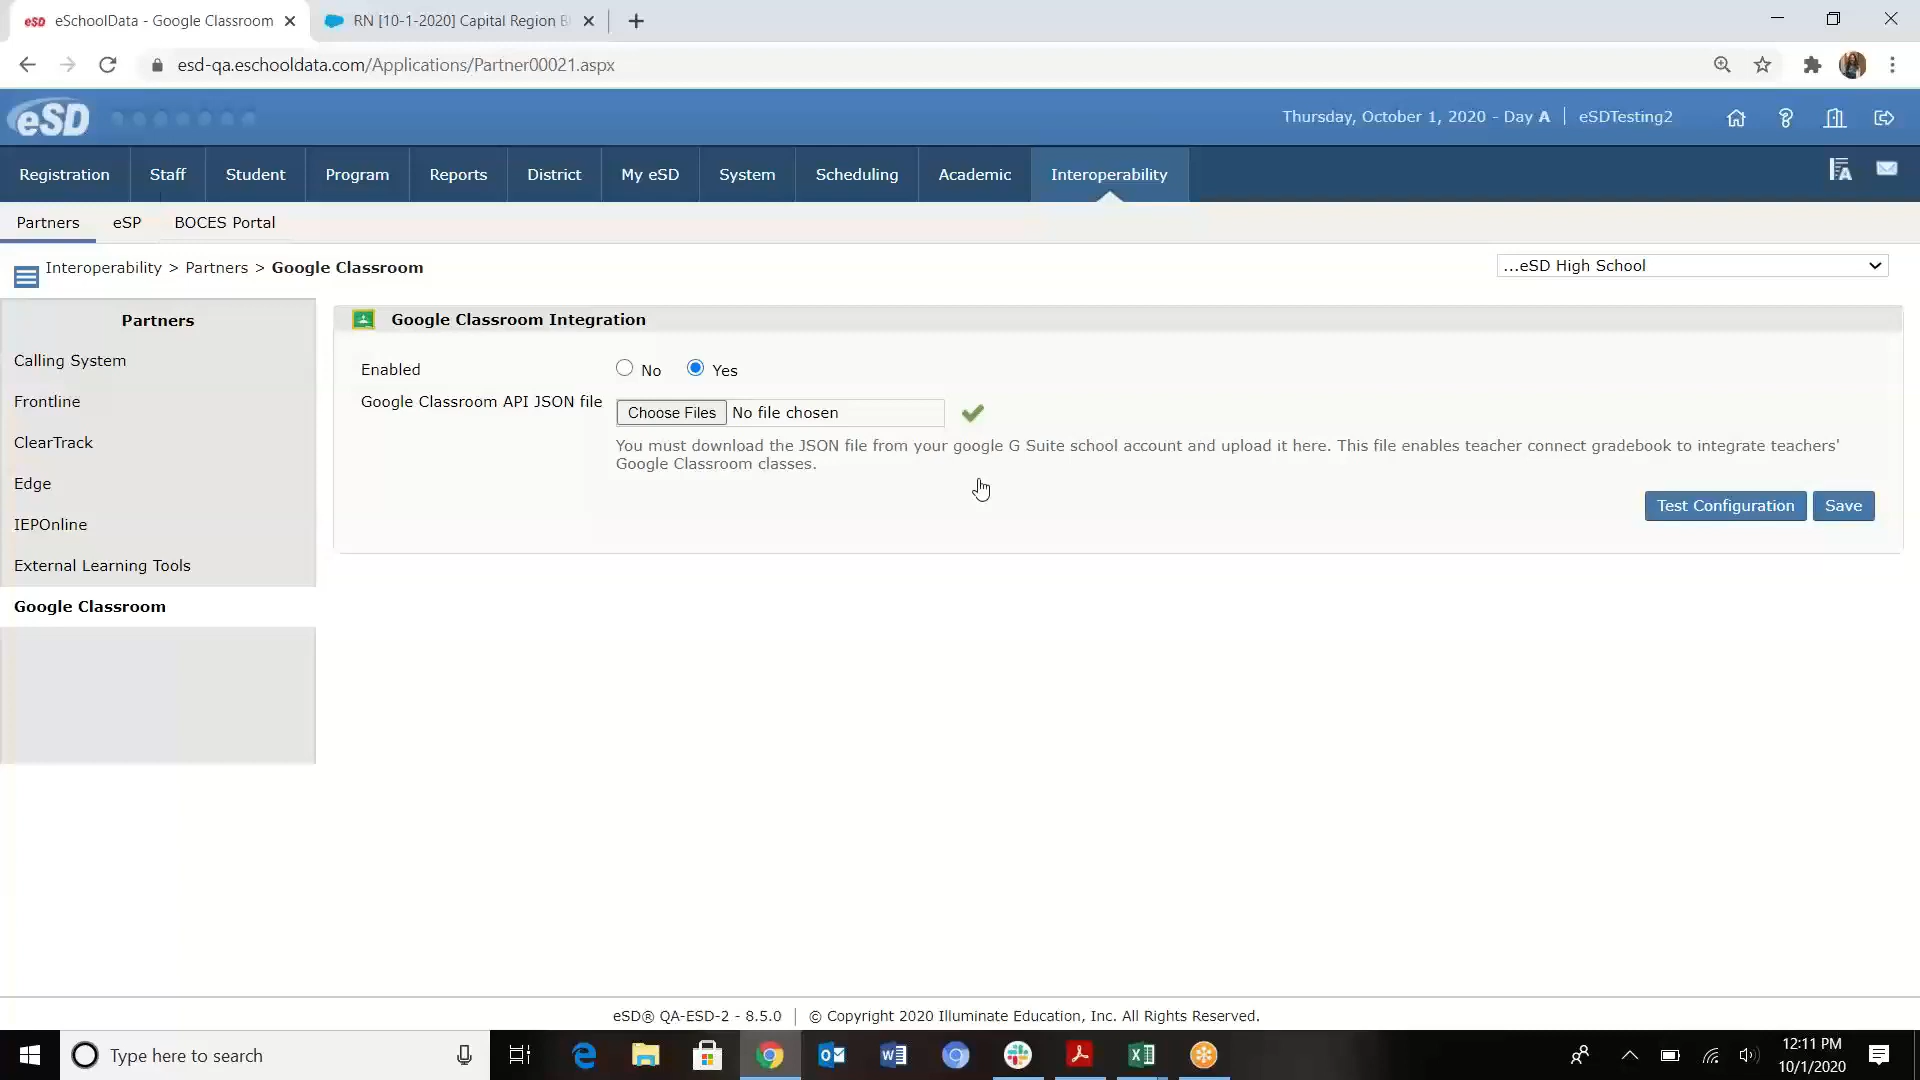 eSD eSchoolData - Google Classroom
RN [10-1-2020] Capital Region B
esd-qa.eschooldata.com/Applications/Partner00021.aspx
eSD
Thursday, October 1, 2020 - Day A | eSDTesting2
Registration Staff Student Program Reports District My eSD System Scheduling Academic Interoperability
Partners eSP BOCES Portal
Interoperability > Partners > Google Classroom
...eSD High School
Partners
Calling System
Frontline
ClearTrack
Edge
IEPOnline
External Learning Tools
Google Classroom
Google Classroom Integration
Enabled No Yes
Google Classroom API JSON file Choose Files No file chosen
You must download the JSON file from your google G Suite school account and upload it here. This file enables teacher connect gradebook to integrate teachers'
Google Classroom classes.
Test Configuration Save
eSD® QA-ESD-2 - 8.5.0 | © Copyright 2020 Illuminate Education, Inc. All Rights Reserved.
Type here to search
12:11 PM
10/1/2020